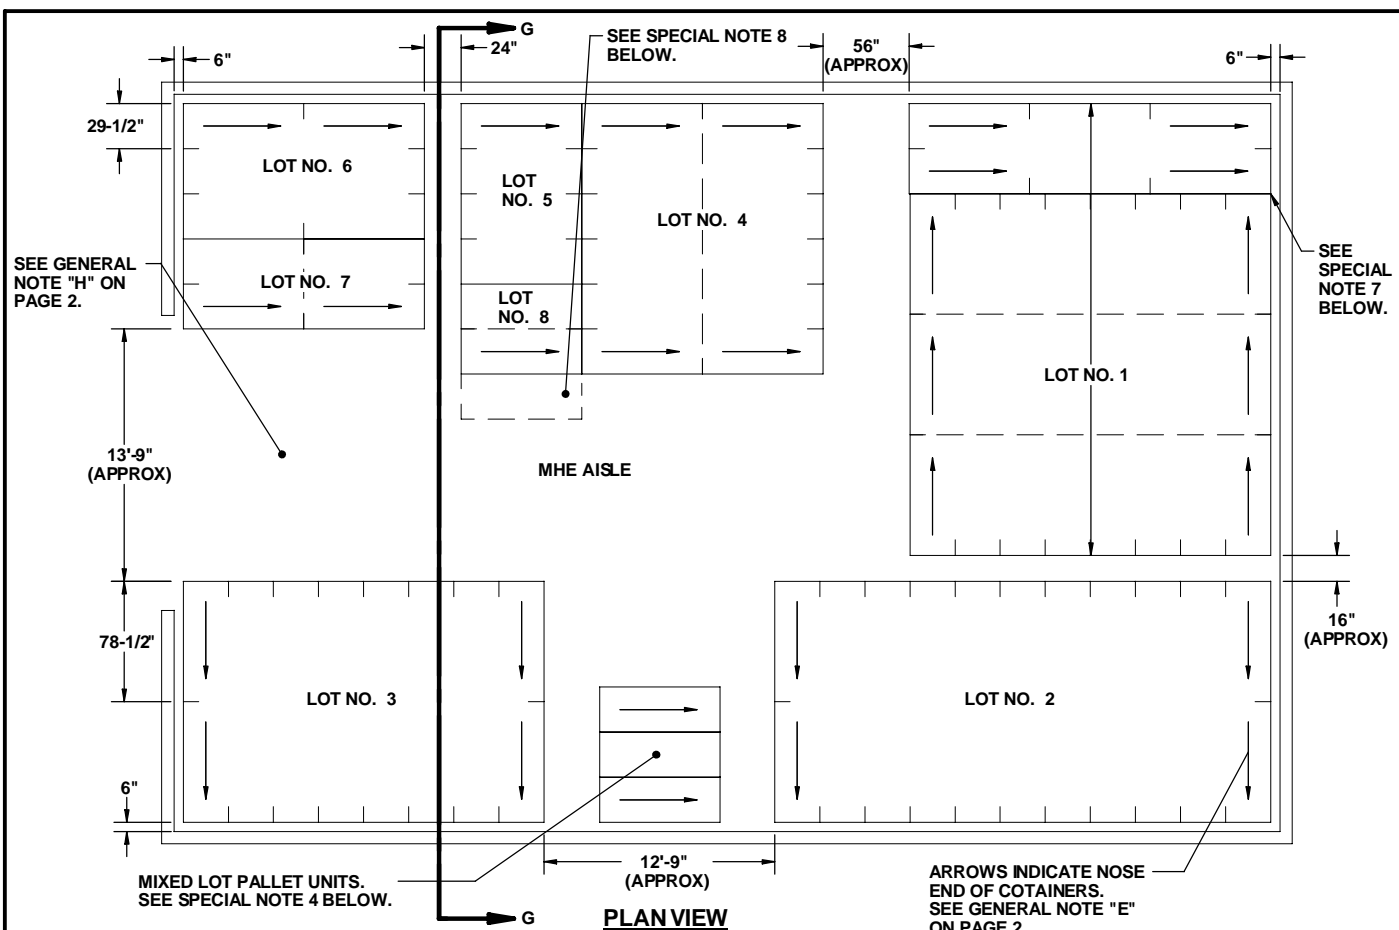 G
6"
24"
SEE SPECIAL NOTE 8
BELOW.
56"
(APPROX)
6"
29-1/2"
LOT NO. 6
LOT
NO. 5
LOT NO. 4
SEE GENERAL
NOTE "H" ON
PAGE 2.
LOT NO. 7
LOT
NO. 8
SEE
SPECIAL
NOTE 7
BELOW.
LOT NO. 1
13'-9"
(APPROX)
MHE AISLE
78-1/2"
16"
(APPROX)
LOT NO. 3
LOT NO. 2
6"
12'-9"
(APPROX)
MIXED LOT PALLET UNITS.
SEE SPECIAL NOTE 4 BELOW.
G
PLAN VIEW
ARROWS INDICATE NOSE
END OF COTAINERS.
SEE GENERAL NOTE "E"
ON PAGE 2